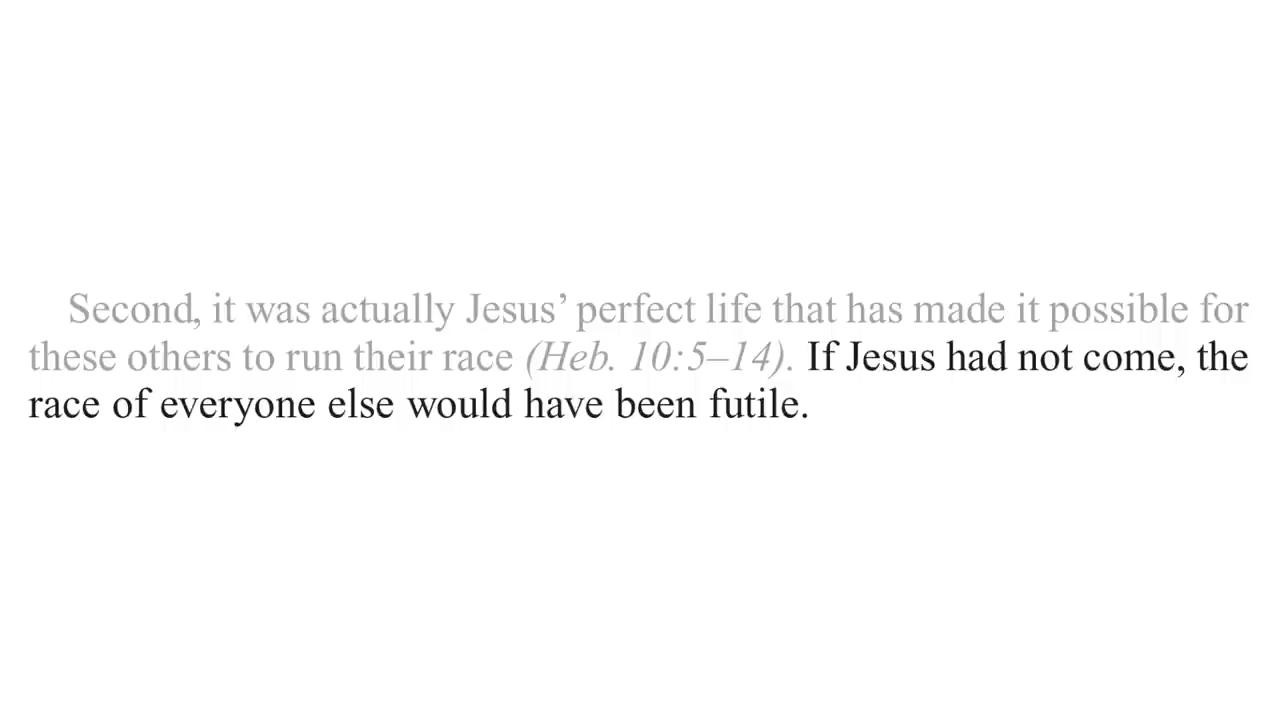 Second, it was actually Jesus’ perfect life that has made it possible for
these others to run their race (Heb. 10:5–14). If Jesus had not come, the
race of everyone else would have been futile.